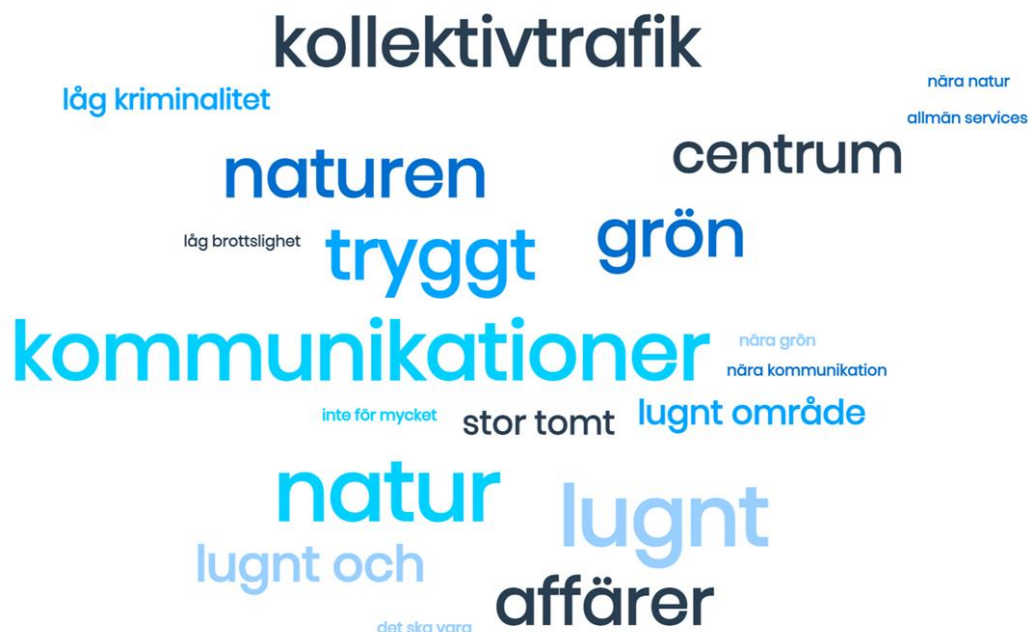 kollektivtrafik
låg kriminalitet
nära natur
allmän services
centrum
naturen
grön
låg brottslighet
tryggt
kommunikationer
nära grön
nära kommunikation
inte för mycket
stor tomt
lugnt område
natur
lugnt
lugnt och
affärer
det ska vara